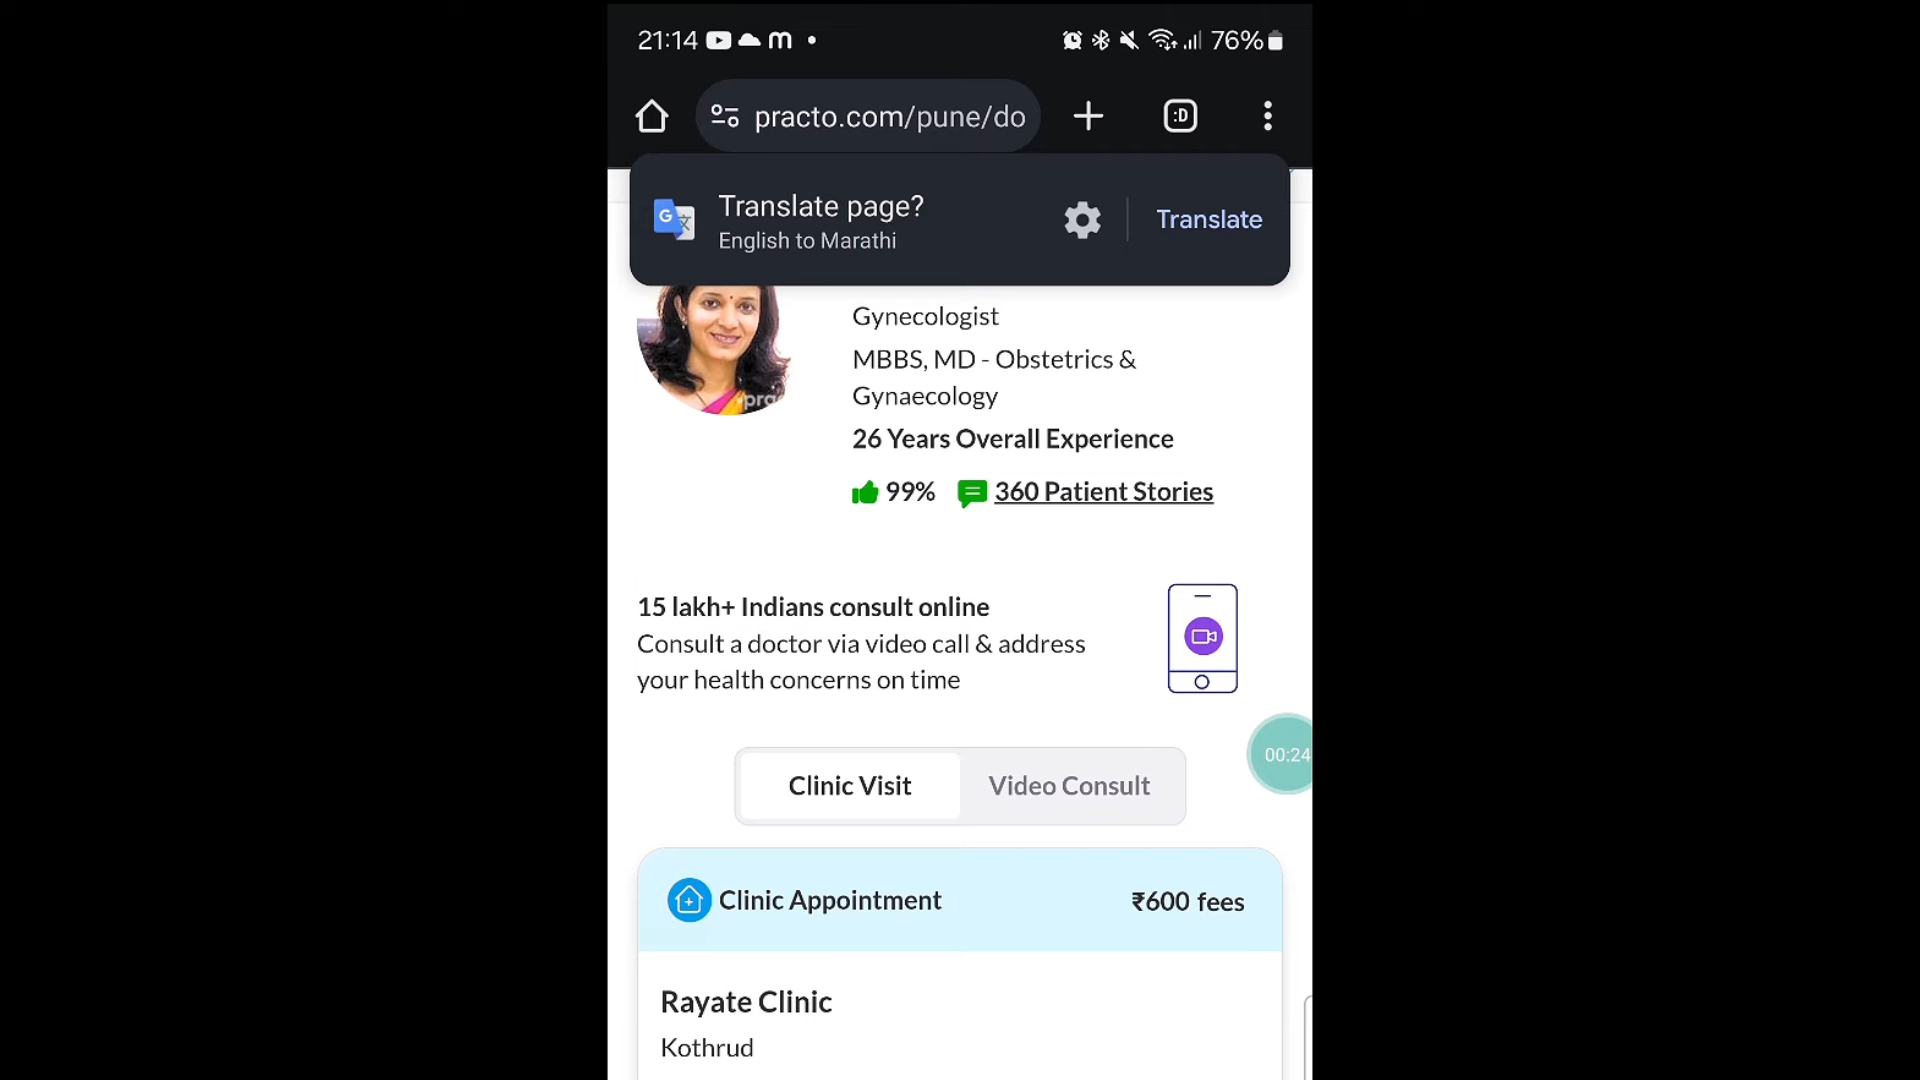 21:14 m 76%
:D
practo.com/pune/do
Translate page?
English to Marathi
Translate
G 文
Gynecologist
MBBS, MD - Obstetrics &
Gynaecology
prac
26 Years Overall Experience
99% 360 Patient Stories
15 lakh+ Indians consult online
Consult a doctor via video call & address
your health concerns on time
00:24
Clinic Visit Video Consult
Clinic Appointment ₹600 fees
Rayate Clinic
Kothrud